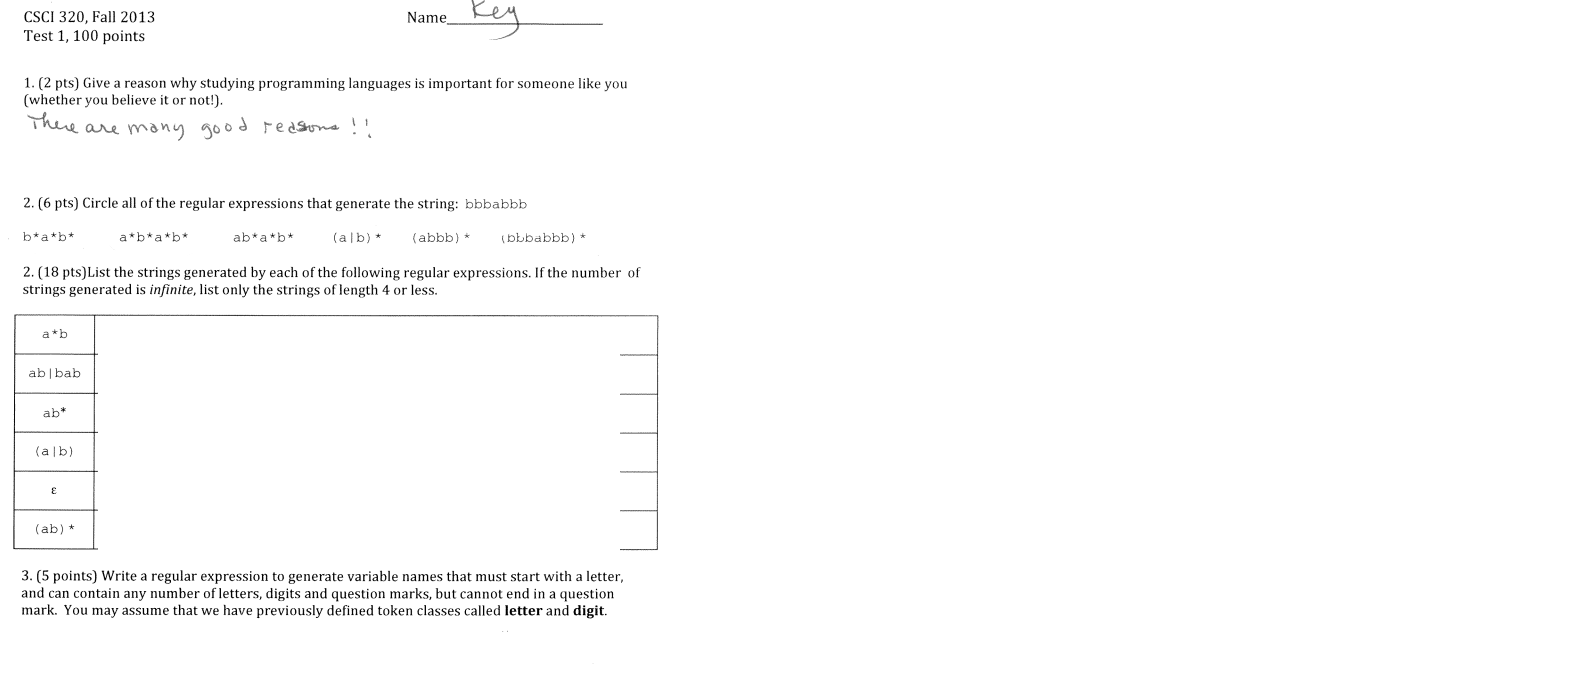 CSCI 320, Fall 2013
Name Key
Test 1, 100 points
1. (2 pts) Give a reason why studying programming languages is important for someone like you
(whether you believe it or not!).
There are many good reasons!!
2. (6 pts) Circle all of the regular expressions that generate the string: bbbabbb
b*a*b* a*b*a*b* ab*a*b* (a|b)* (abbb)* (bbbabbb)*
2. (18 pts)List the strings generated by each of the following regular expressions. If the number of
strings generated is infinite, list only the strings of length 4 or less.
a*b
ab|bab
ab*
(a|b)
ε
(ab)*
3. (5 points) Write a regular expression to generate variable names that must start with a letter,
and can contain any number of letters, digits and question marks, but cannot end in a question
mark. You may assume that we have previously defined token classes called letter and digit.